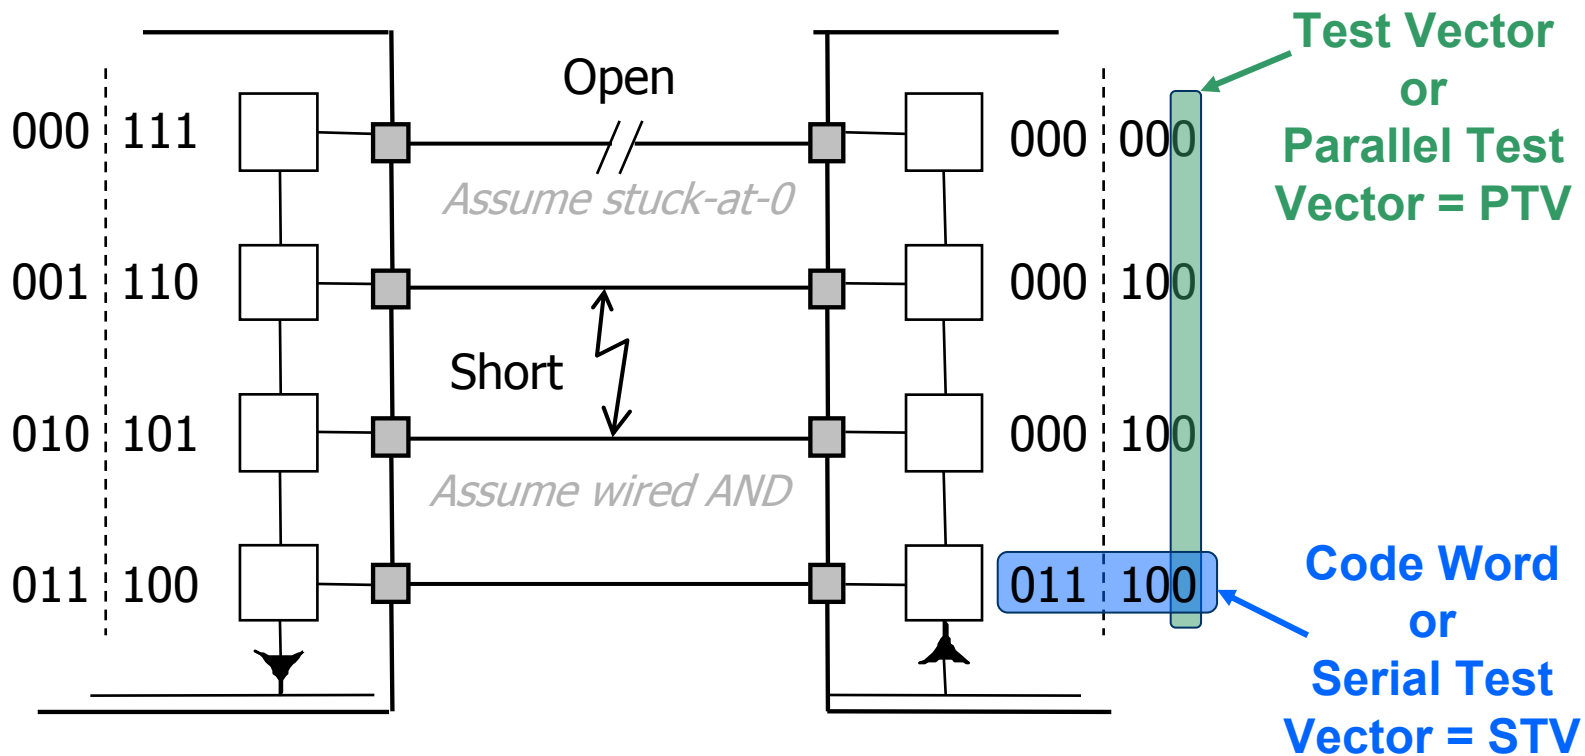 Test Vector
or
Parallel Test
Vector = PTV
Open
000 111
000 000
Assume stuck-at-0
001 110
000 100
Short
010 101
000 100
Assume wired AND
011 100
011 100
Code Word
or
Serial Test
Vector = STV